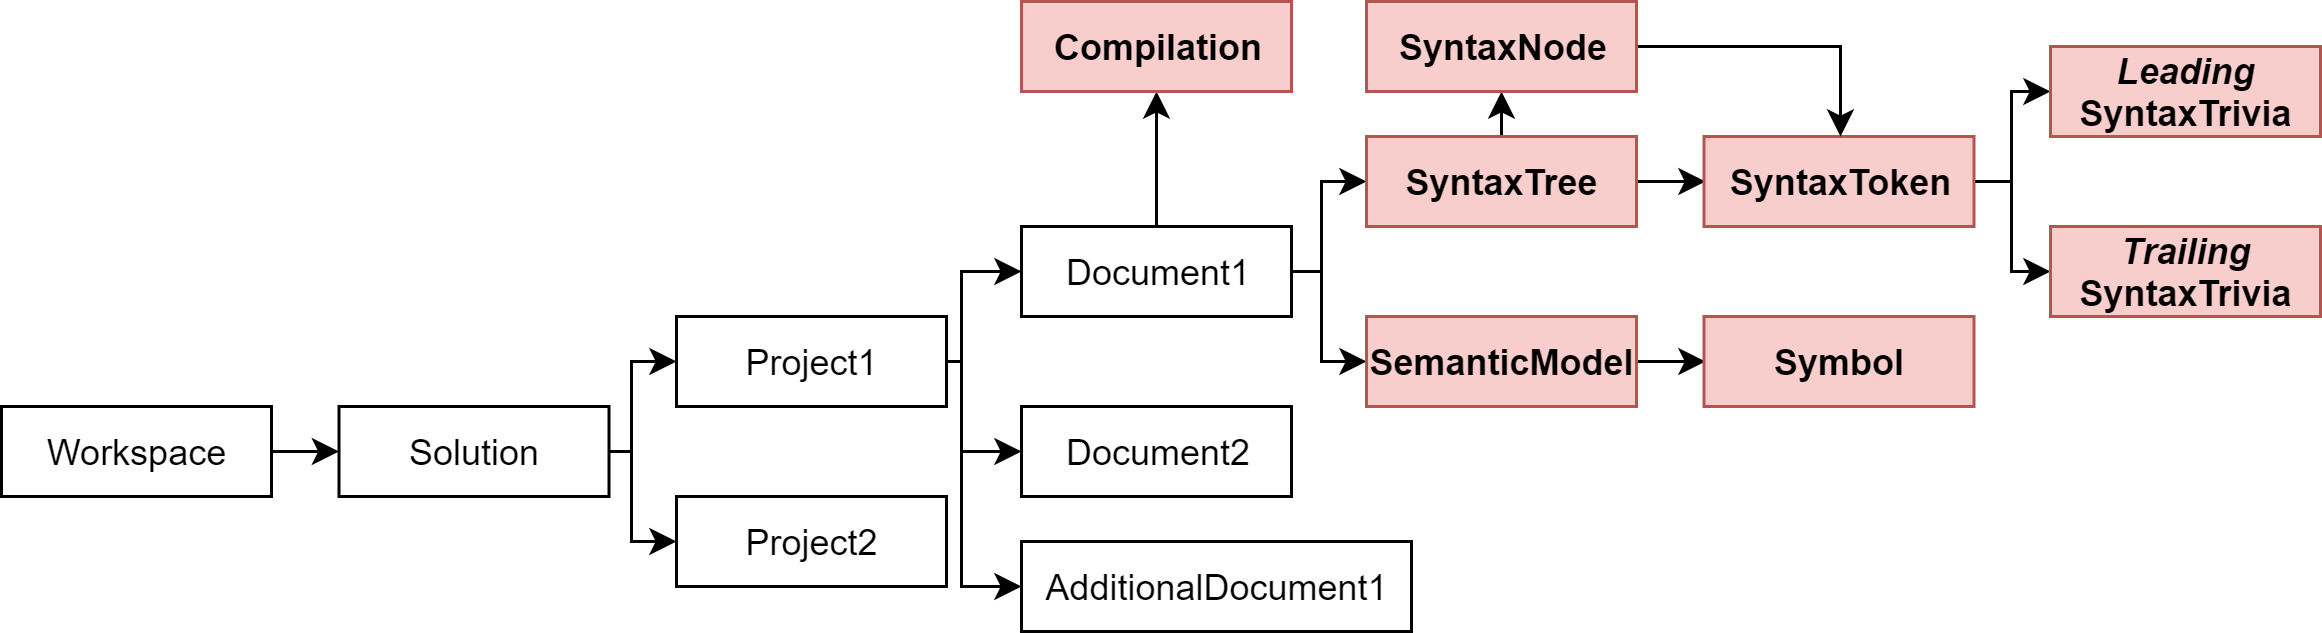 Compilation
SyntaxNode
Leading
SyntaxTrivia
SyntaxTree
SyntaxToken
Trailing
SyntaxTrivia
Document1
Project1
SemanticModel
Symbol
Workspace
Solution
Document2
Project2
AdditionalDocument1